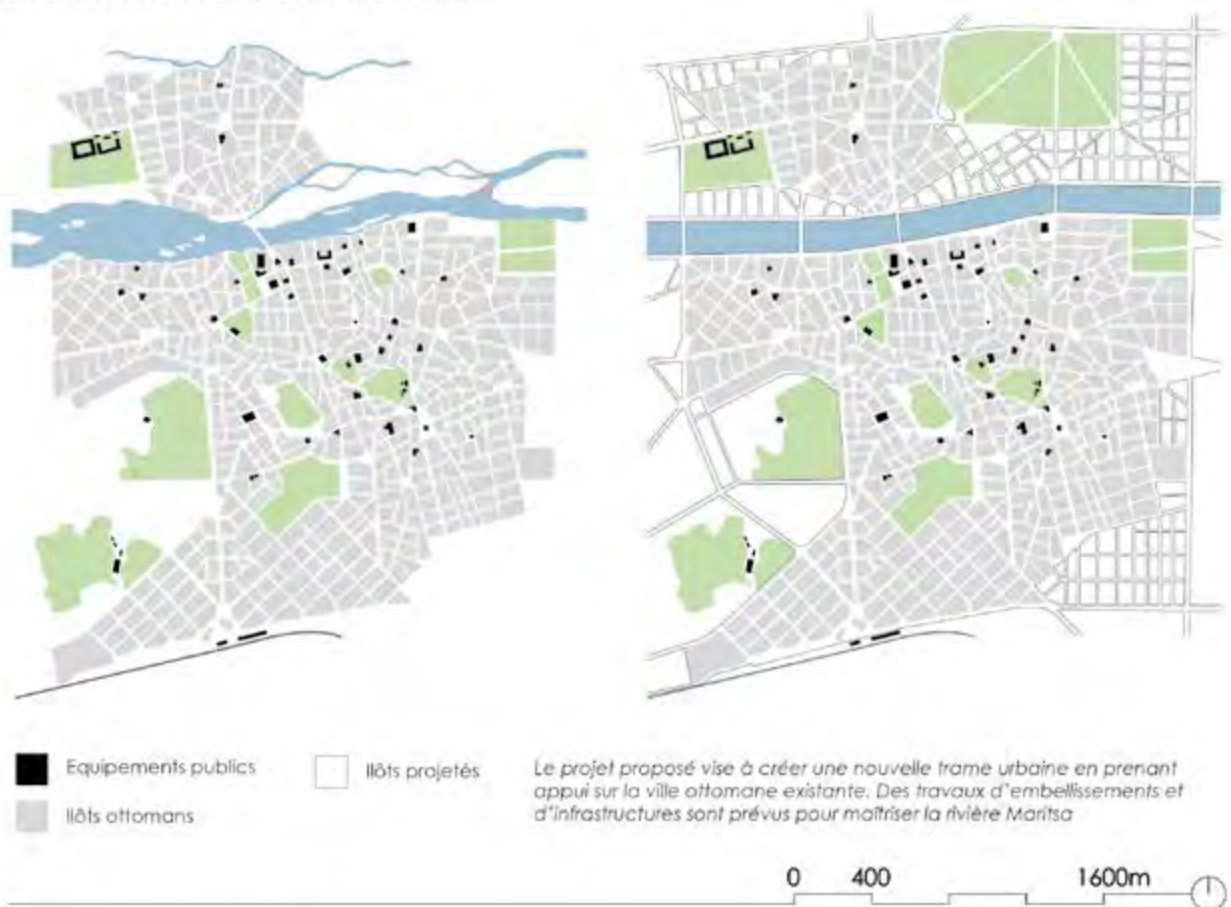 Equipements publics
Ilôts projetés
Ilôts ottomans
Le projet proposé vise à créer une nouvelle trame urbaine en prenant
appui sur la ville ottomane existante. Des travaux d'embellissements et
d'infrastructures sont prévus pour maîtriser la rivière Maritsa
0 400 1600m